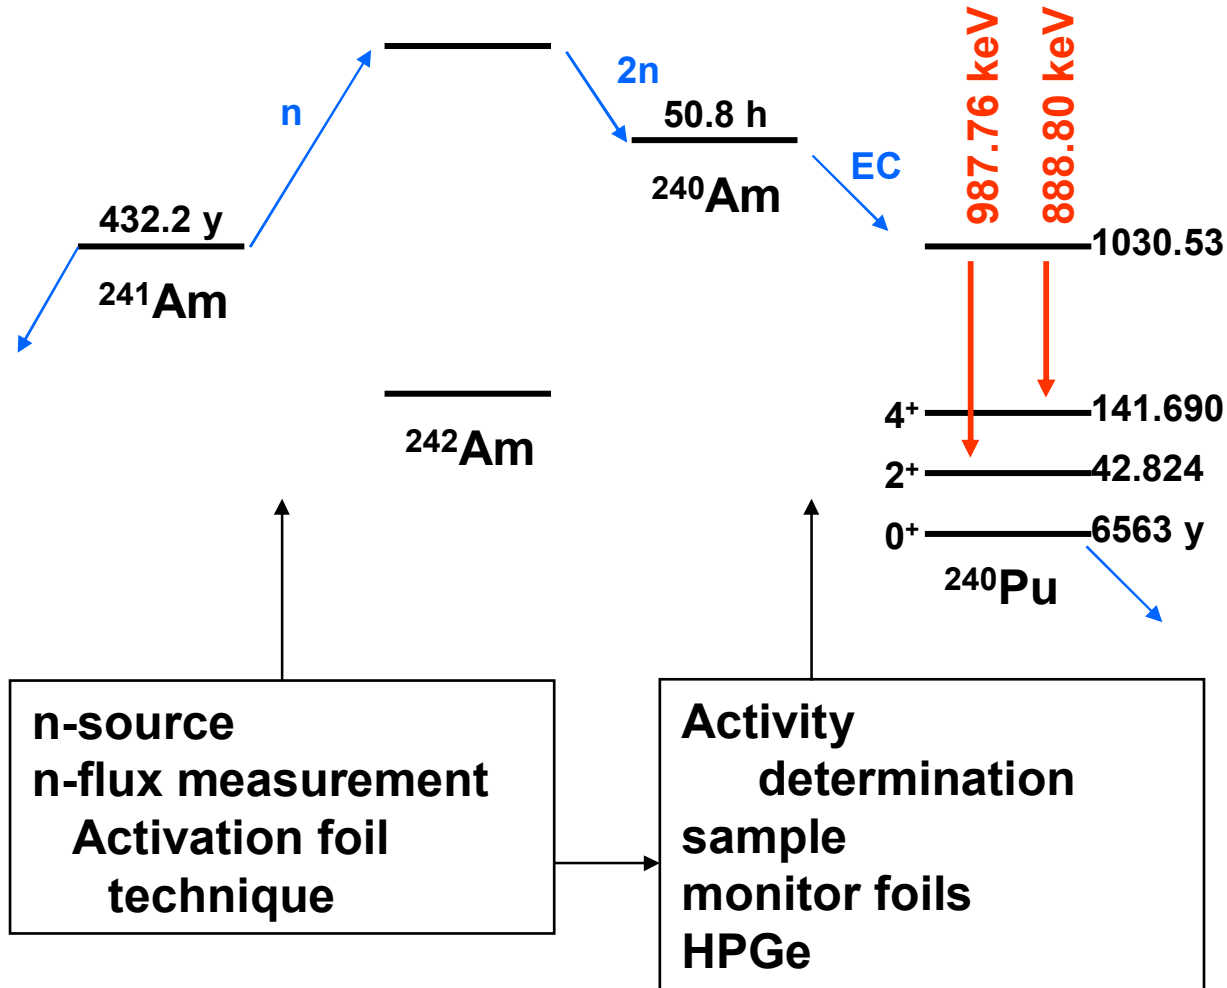 987.76 keV
888.80 keV
2n
n
50.8 h
EC
²⁴⁰Am
432.2 y
1030.53
²⁴¹Am
4⁺
141.690
²⁴²Am
2⁺
42.824
0⁺
6563 y
²⁴⁰Pu
n-source
n-flux measurement
Activation foil
technique
Activity
determination
sample
monitor foils
HPGe